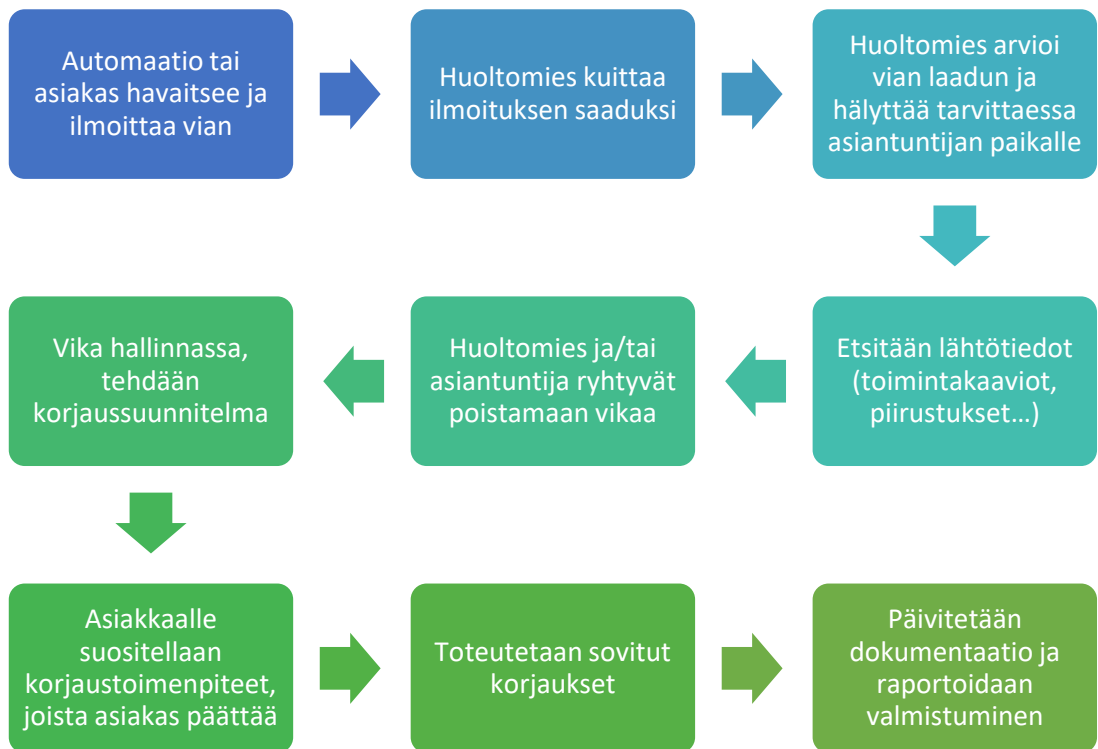 Automaatio tai
asiakas havaitsee ja
ilmoittaa vian
Huoltomies kuittaa
ilmoituksen saaduksi
Huoltomies arvioi
vian laadun ja
hälyttää tarvittaessa
asiantuntijan paikalle
Etsitään lähtötiedot
(toimintakaaviot,
piirustukset…)
Huoltomies ja/tai
asiantuntija ryhtyvät
poistamaan vikaa
Vika hallinnassa,
tehdään
korjaussuunnitelma
Asiakkaalle
suositellaan
korjaustoimenpiteet,
joista asiakas päättää
Toteutetaan sovitut
korjaukset
Päivitetään
dokumentaatio ja
raportoidaan
valmistuminen